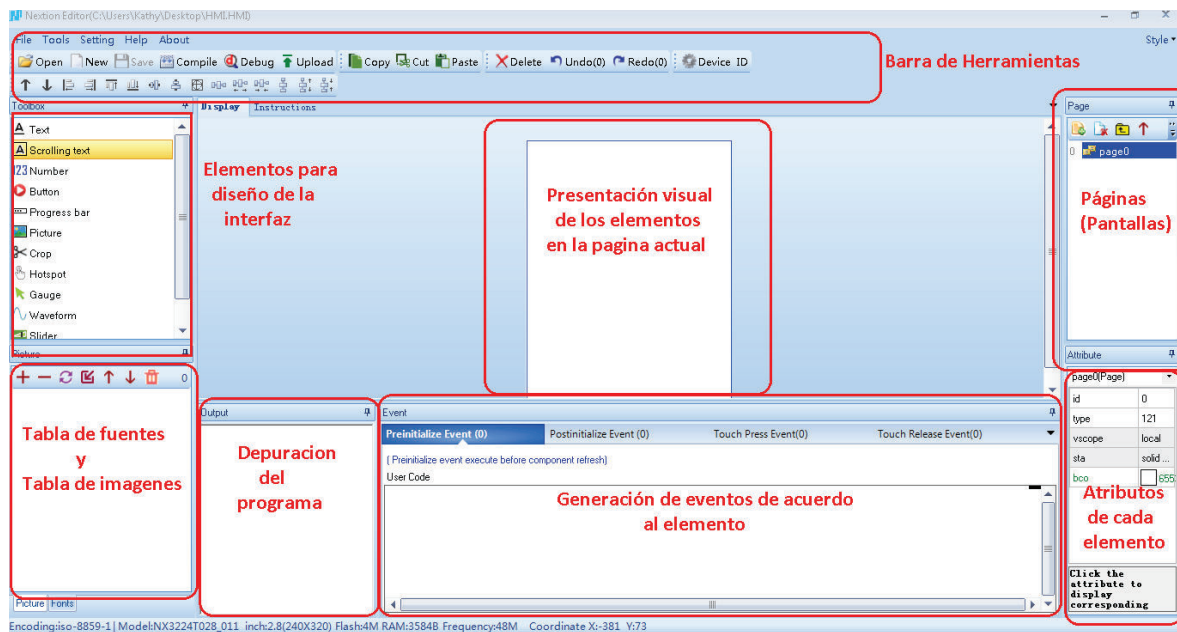 Nextion Editor(C:\Users\Kathy\Desktop\HMI.HMI)
File Tools Setting Help About
Style
Open New Save Compile Debug Upload Copy Cut Paste Delete Undo(0) Redo(0) Device ID
Barra de Herramientas
Toolbox
Display Instructions
Page
A Text
A Scrolling text
123 Number
Button
Progress bar
Picture
Crop
Hotspot
Gauge
Waveform
Slider
Elementos para
diseño de la
interfaz
Presentación visual
de los elementos
en la pagina actual
0 page0
Páginas
(Pantallas)
Picture
0
Tabla de fuentes
y
Tabla de imagenes
Picture Fonts
Output
Depuracion
del
programa
Event
Preinitialize Event (0) Postinitialize Event (0) Touch Press Event(0) Touch Release Event(0)
( Preinitialize event execute before component refresh)
User Code
Generación de eventos de acuerdo
al elemento
Attribute
page0(Page)
id 0
type 121
vscope local
sta solid ...
bco 655
Atributos
de cada
elemento
Click the
attribute to
display
corresponding
Encoding:iso-8859-1| Model:NX3224T028_011 inch:2.8(240X320) Flash:4M RAM:3584B Frequency:48M Coordinate X:-381 Y:73